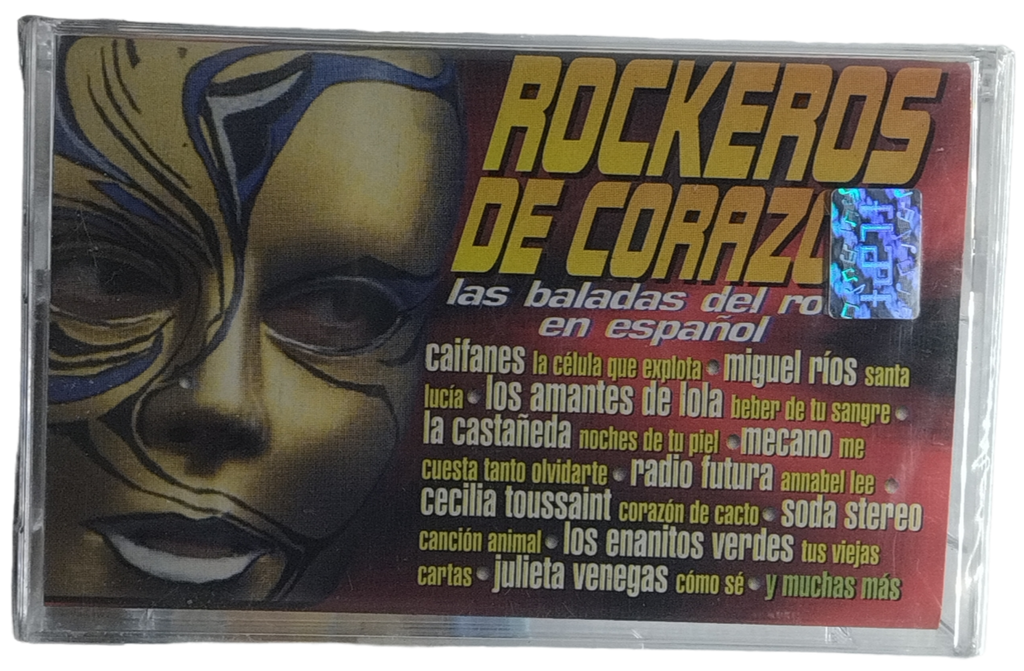 ROCKEROS
DE CORAZO
las baladas del ro
en español
caifanes la célula que explota • miguel ríos santa
lucía • los amantes de lola beber de tu sangre •
la castañeda noches de tu piel • mecano me
cuesta tanto olvidarte • radio futura annabel lee •
cecilia toussaint corazón de cacto • soda stereo
canción animal • los enanitos verdes tus viejas
cartas • julieta venegas cómo sé • y muchas más